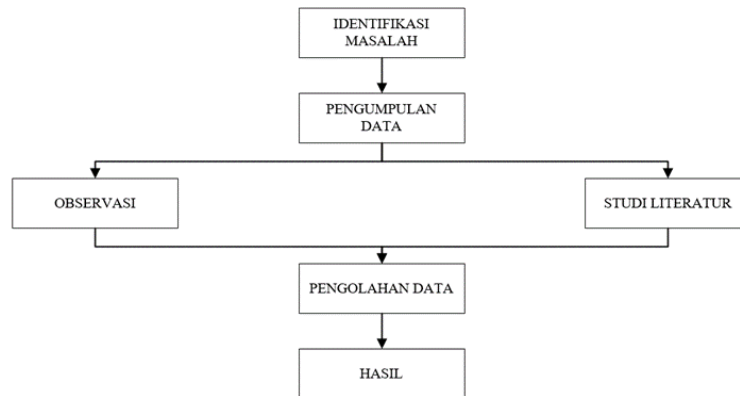 IDENTIFIKASI
MASALAH
PENGUMPULAN
DATA
OBSERVASI
STUDI LITERATUR
PENGOLAHAN DATA
HASIL